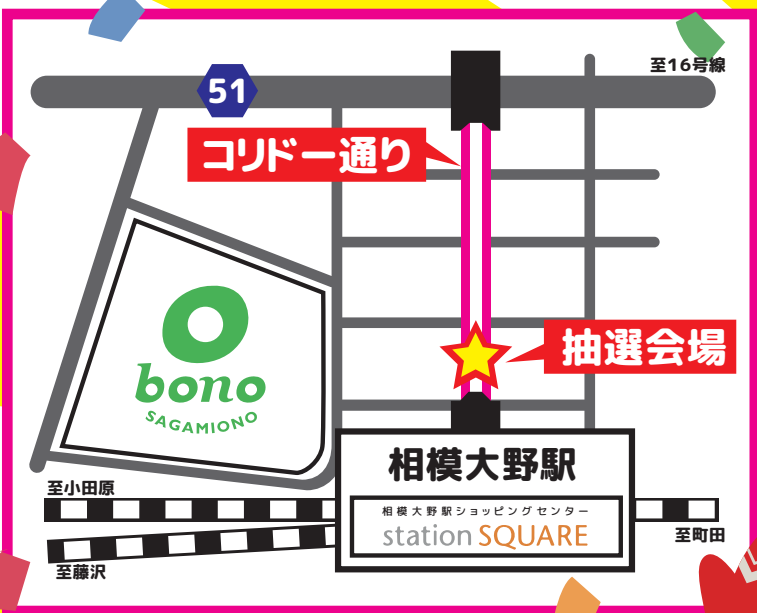 至16号線
51
コリドー通り
抽選会場
bono
SAGAMIONO
相模大野駅
相模大野駅ショッピングセンター
station SQUARE
至小田原
至藤沢
至町田